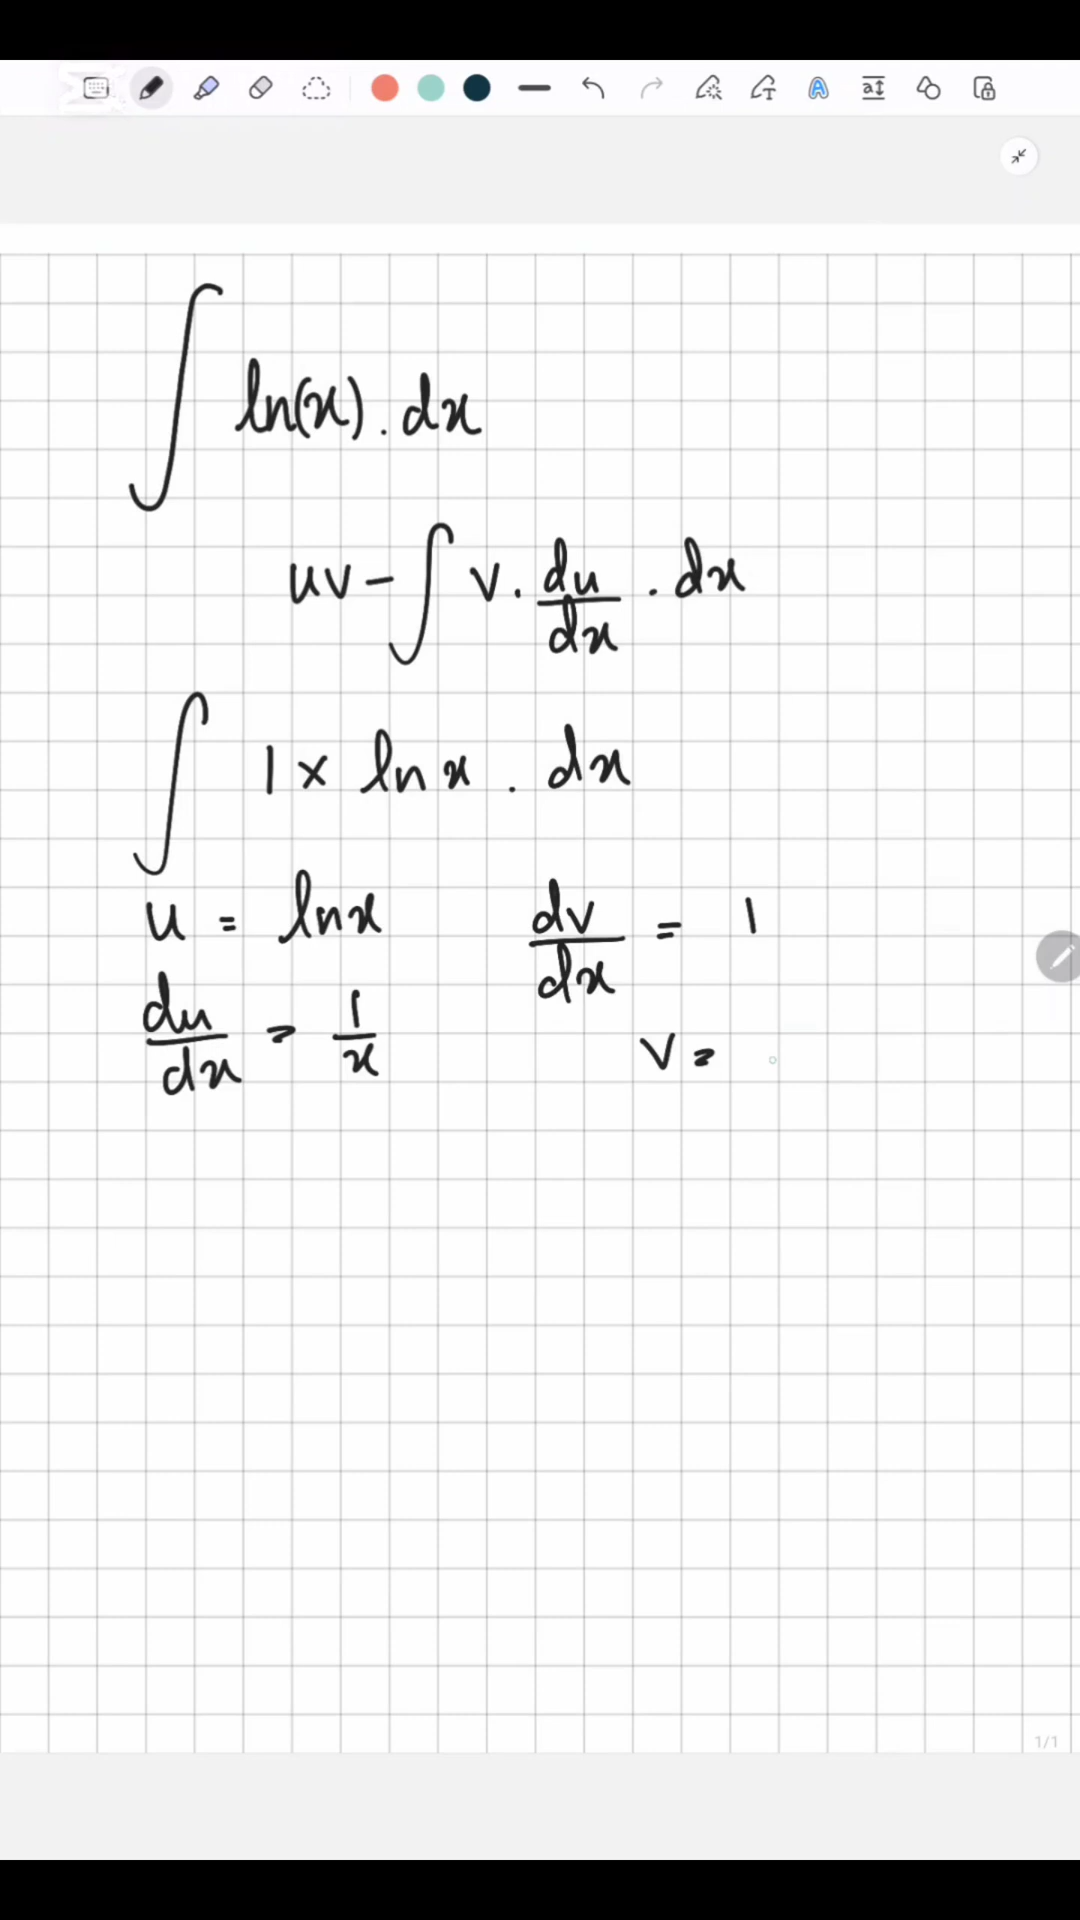 ∫ ln(x) . dx
uv - ∫ v . du/dx . dx
∫ 1 x ln x . dx
u = ln x dv/dx = 1
du/dx = 1/x v =
1/1